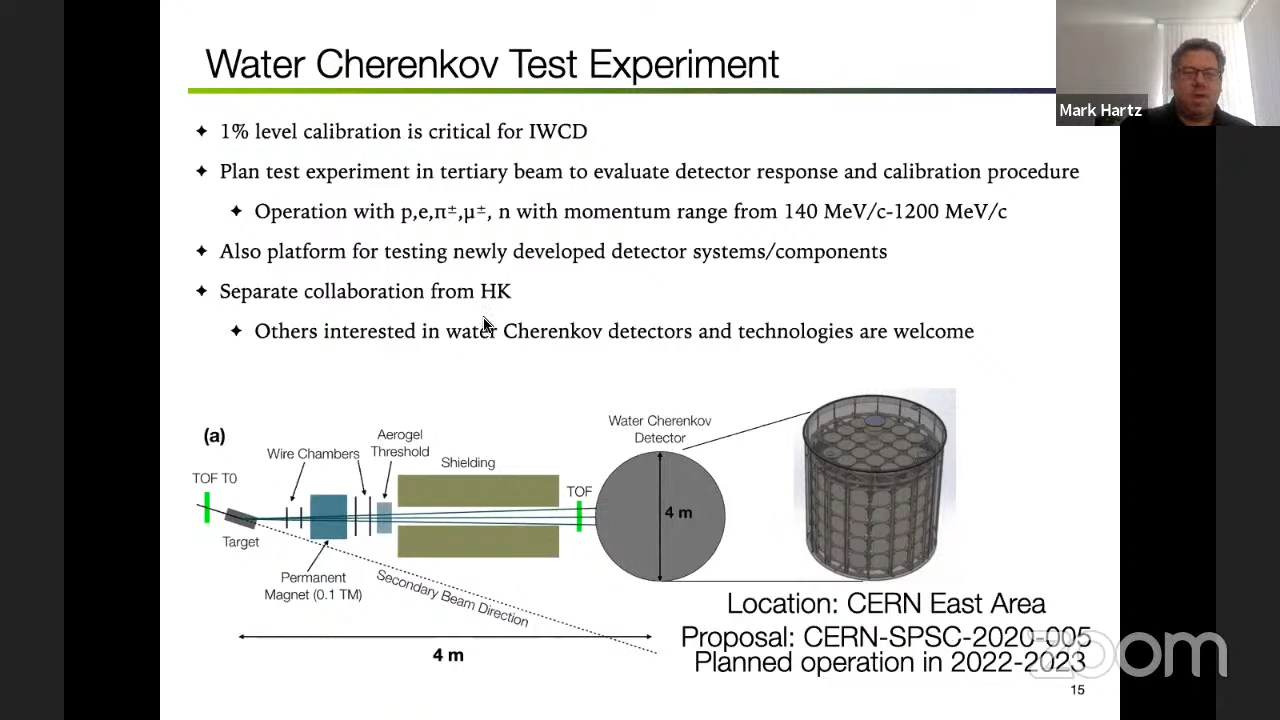 Water Cherenkov Test Experiment
Mark Hartz
✦ 1% level calibration is critical for IWCD
✦ Plan test experiment in tertiary beam to evaluate detector response and calibration procedure
✦ Operation with p,e,π±,μ±, n with momentum range from 140 MeV/c-1200 MeV/c
✦ Also platform for testing newly developed detector systems/components
✦ Separate collaboration from HK
✦ Others interested in water Cherenkov detectors and technologies are welcome
(a)
TOF T0
Target
Wire Chambers
Permanent
Magnet (0.1 TM)
Aerogel
Threshold
Shielding
TOF
Water Cherenkov
Detector
4 m
Secondary Beam Direction
4 m
Location: CERN East Area
Proposal: CERN-SPSC-2020-005
Planned operation in 2022-2023
zoom
15